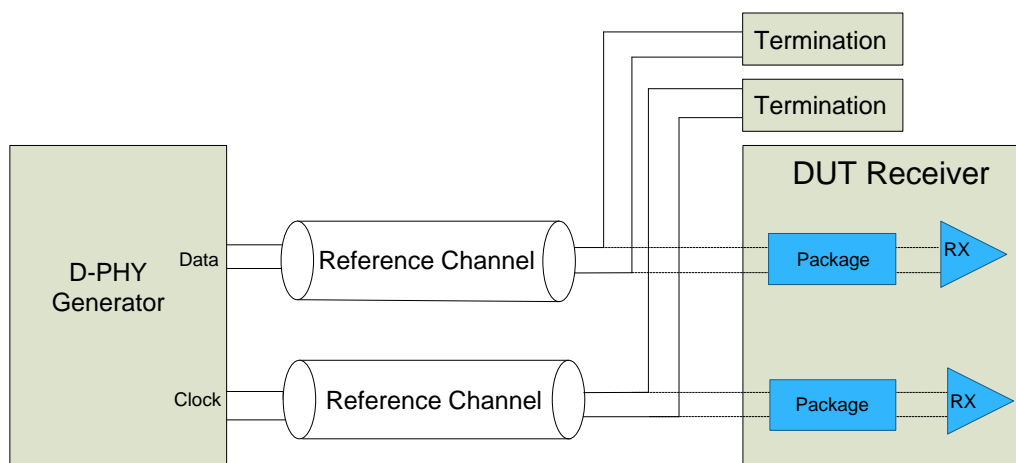 Termination
Termination
DUT Receiver
D-PHY
Generator
Data
Reference Channel
Package
RX
Clock
Reference Channel
Package
RX